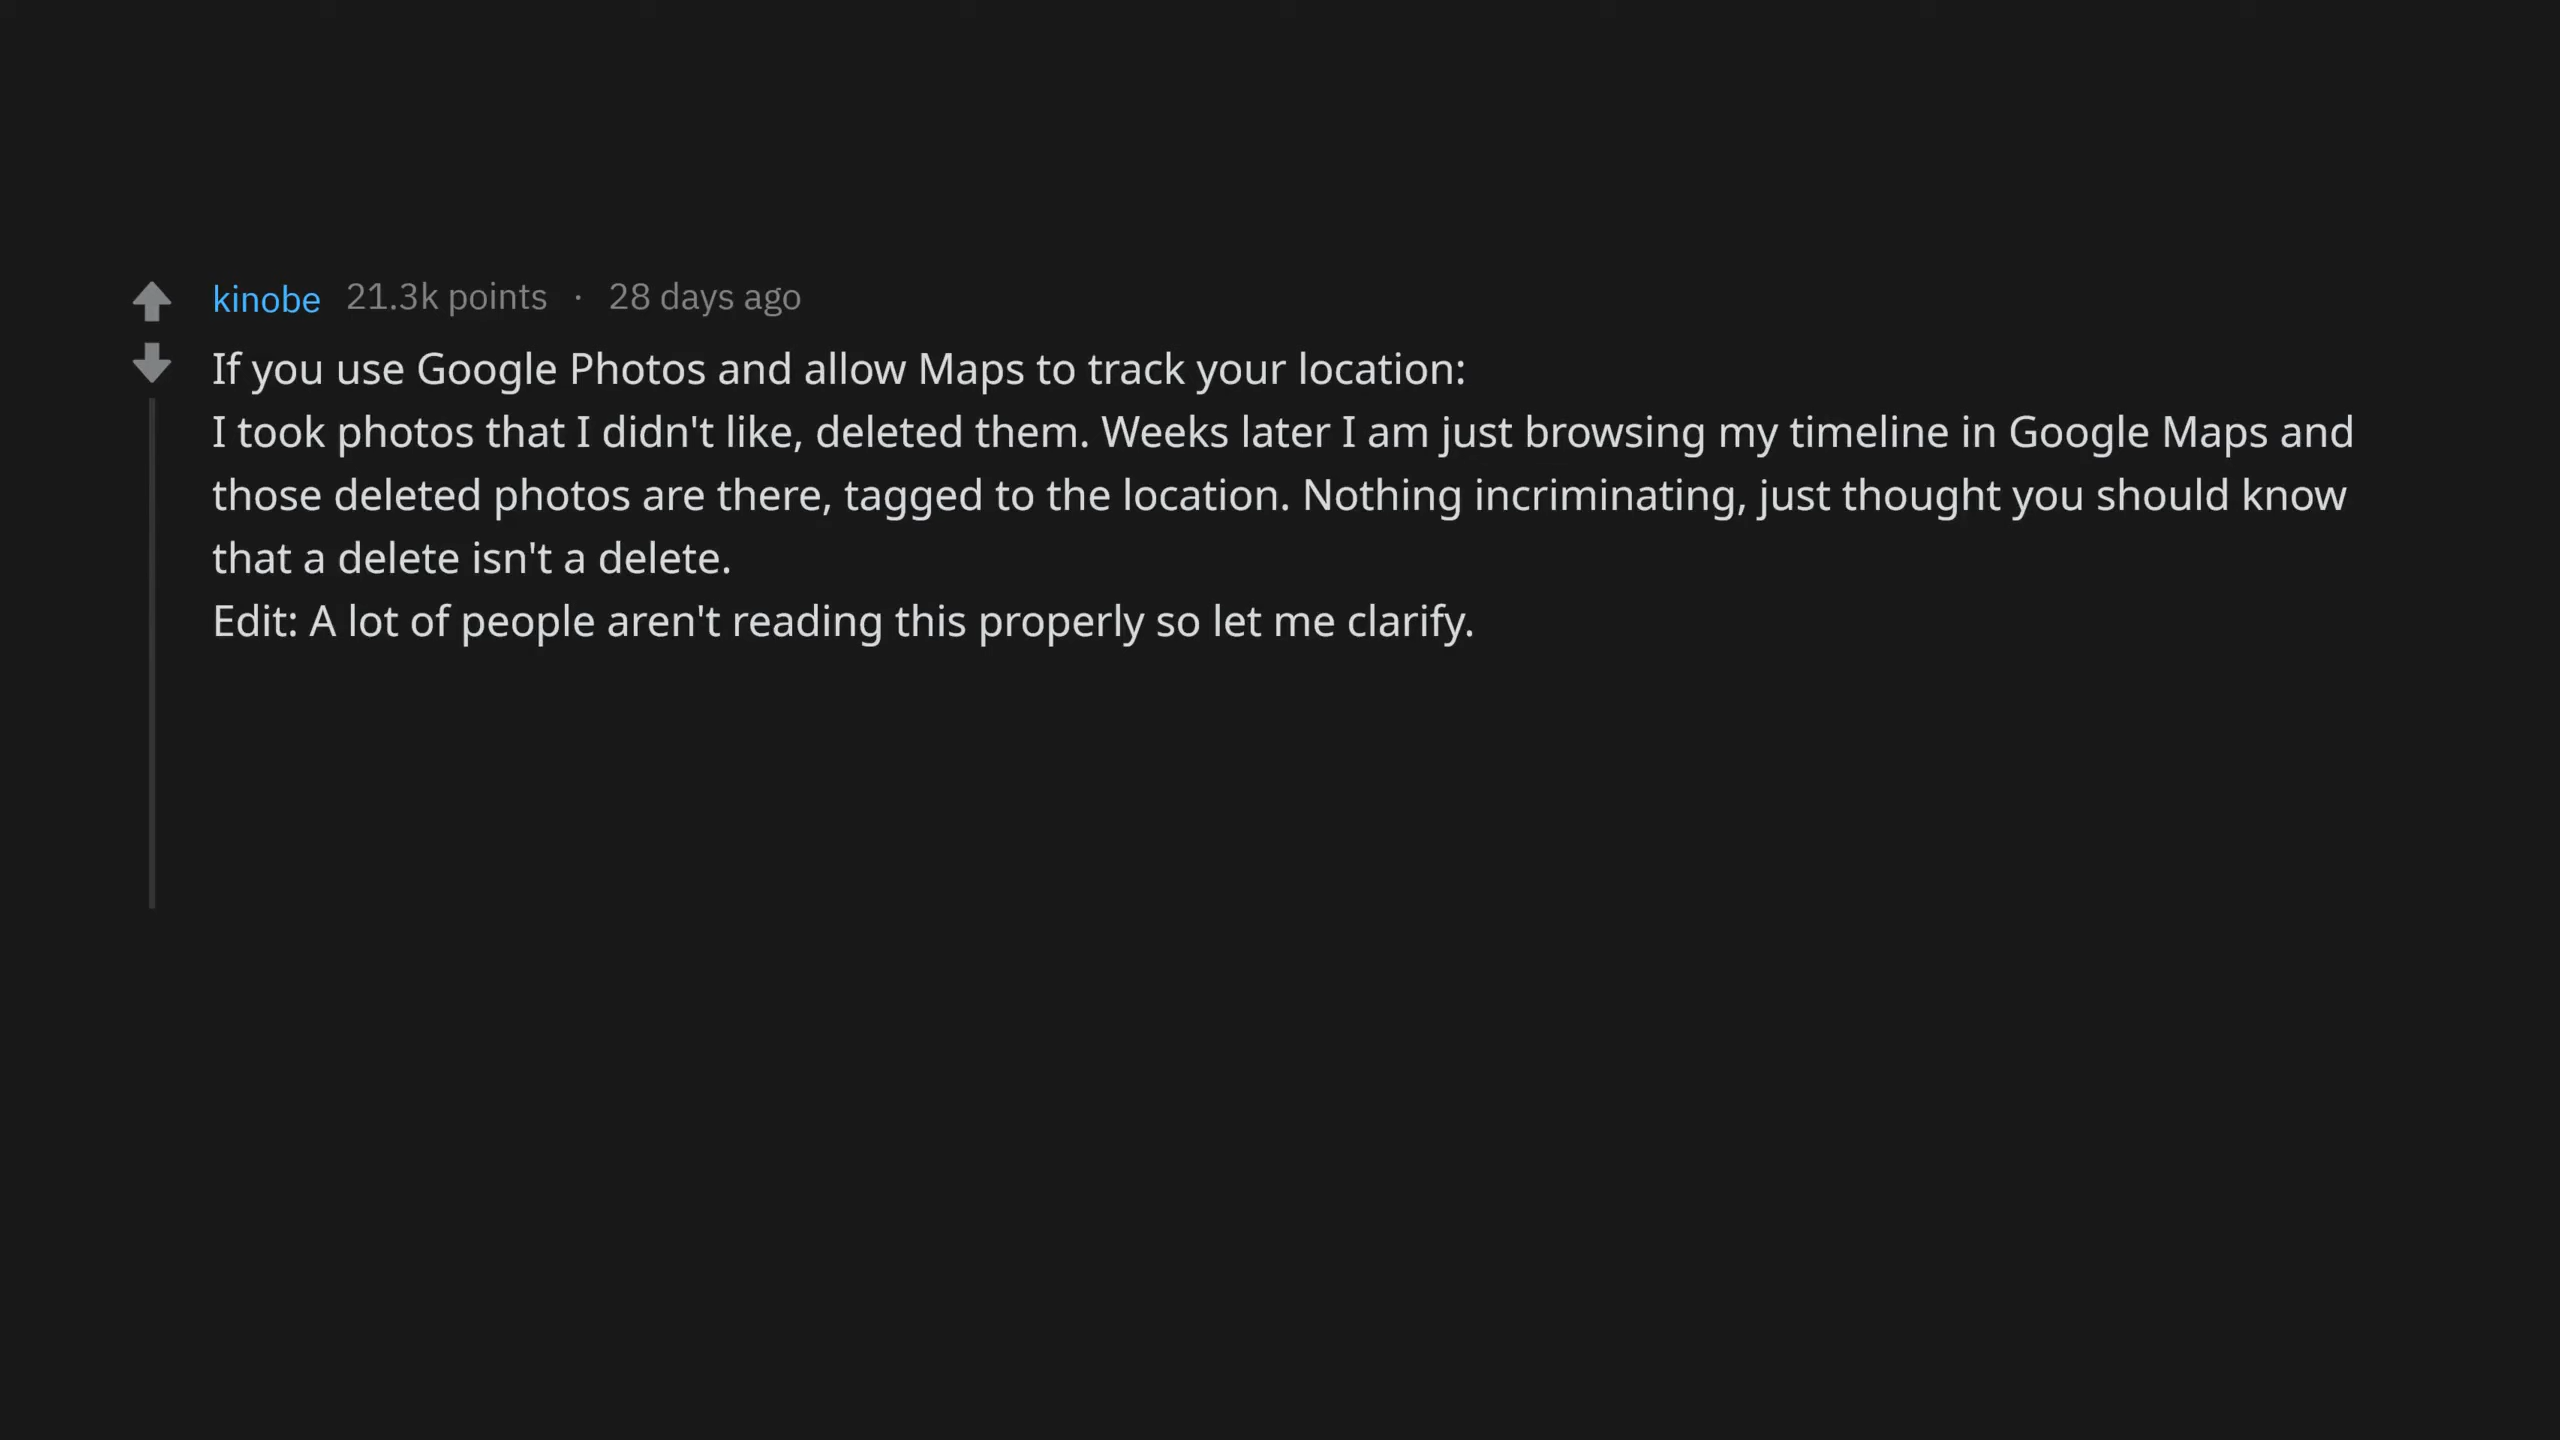 kinobe 21.3k points · 28 days ago
If you use Google Photos and allow Maps to track your location:
I took photos that I didn't like, deleted them. Weeks later I am just browsing my timeline in Google Maps and
those deleted photos are there, tagged to the location. Nothing incriminating, just thought you should know
that a delete isn't a delete.
Edit: A lot of people aren't reading this properly so let me clarify.